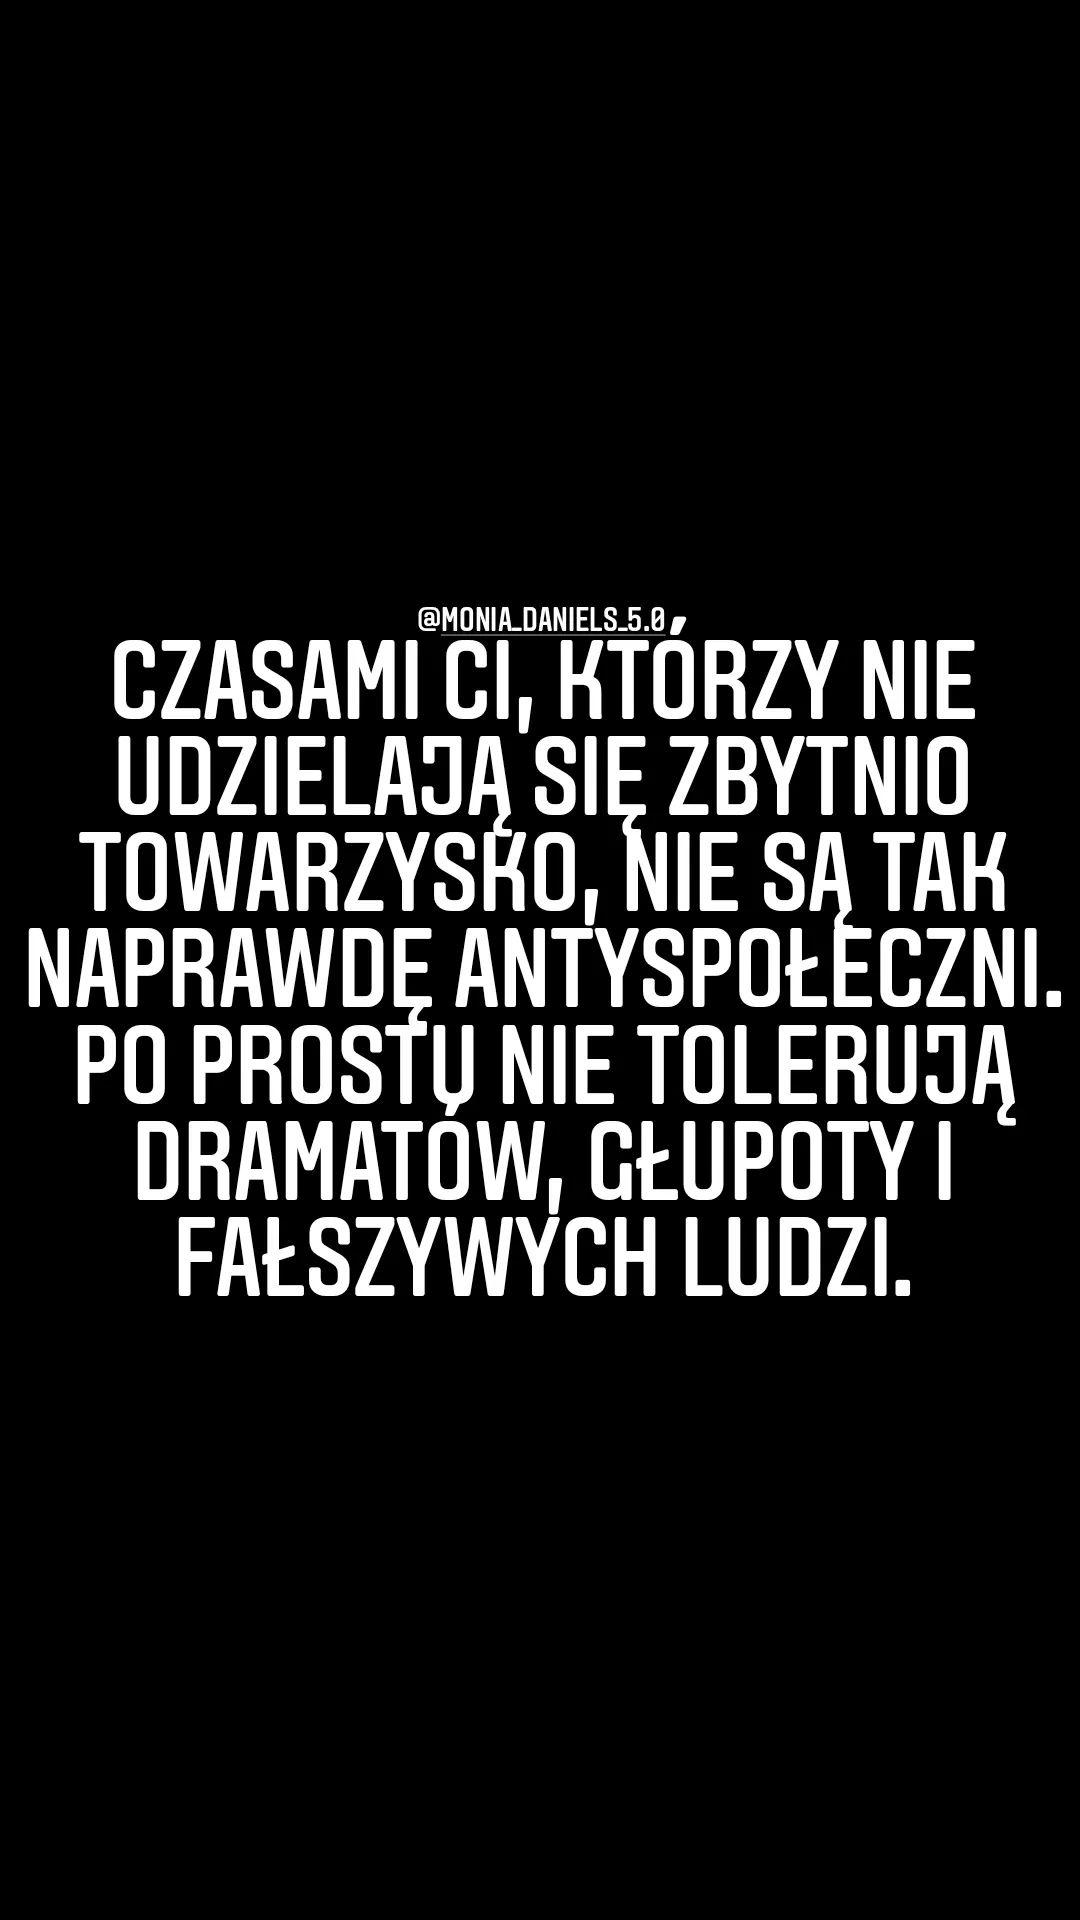 @MONIA_DANIELS_5.0
CZASAMI CI, KTÓRZY NIE
UDZIELAJĄ SIĘ ZBYTNIO
TOWARZYSKO, NIE SĄ TAK
NAPRAWDĘ ANTYSPOŁECZNI.
PO PROSTU NIE TOLERUJĄ
DRAMATÓW, GŁUPOTY I
FAŁSZYWYCH LUDZI.